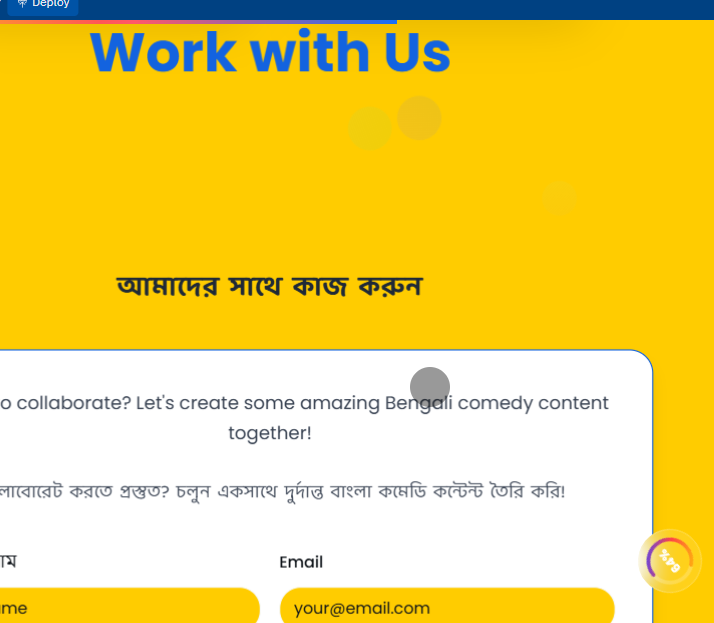 Deploy
Work with Us
আমাদের সাথে কাজ করুন
o collaborate? Let's create some amazing Bengali comedy content
together!
লাবোরেট করতে প্রস্তুত? চলুন একসাথে দুর্দান্ত বাংলা কমেডি কন্টেন্ট তৈরি করি!
াম Email
ame your@email.com
64%